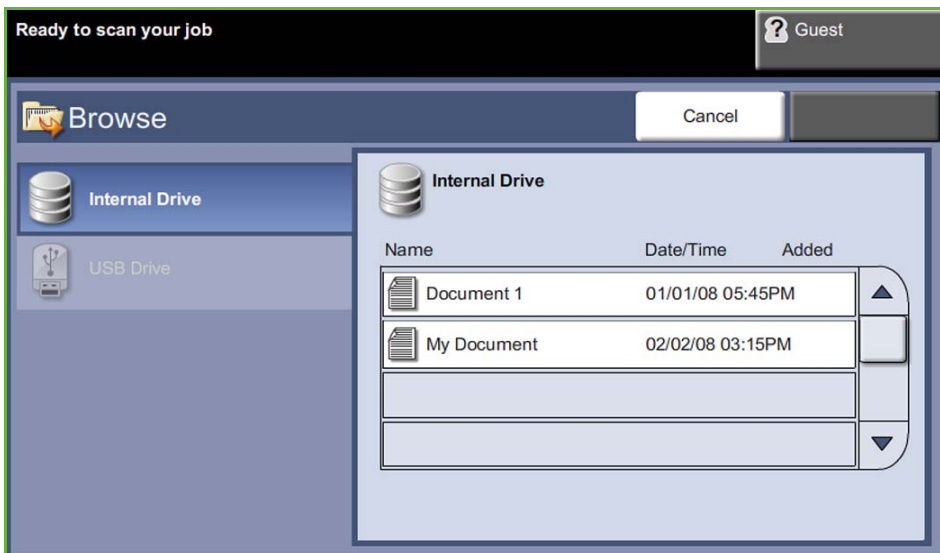 Ready to scan your job
? Guest
Browse
Cancel
Internal Drive
USB Drive
Internal Drive
Name Date/Time Added
Document 1 01/01/08 05:45PM
My Document 02/02/08 03:15PM